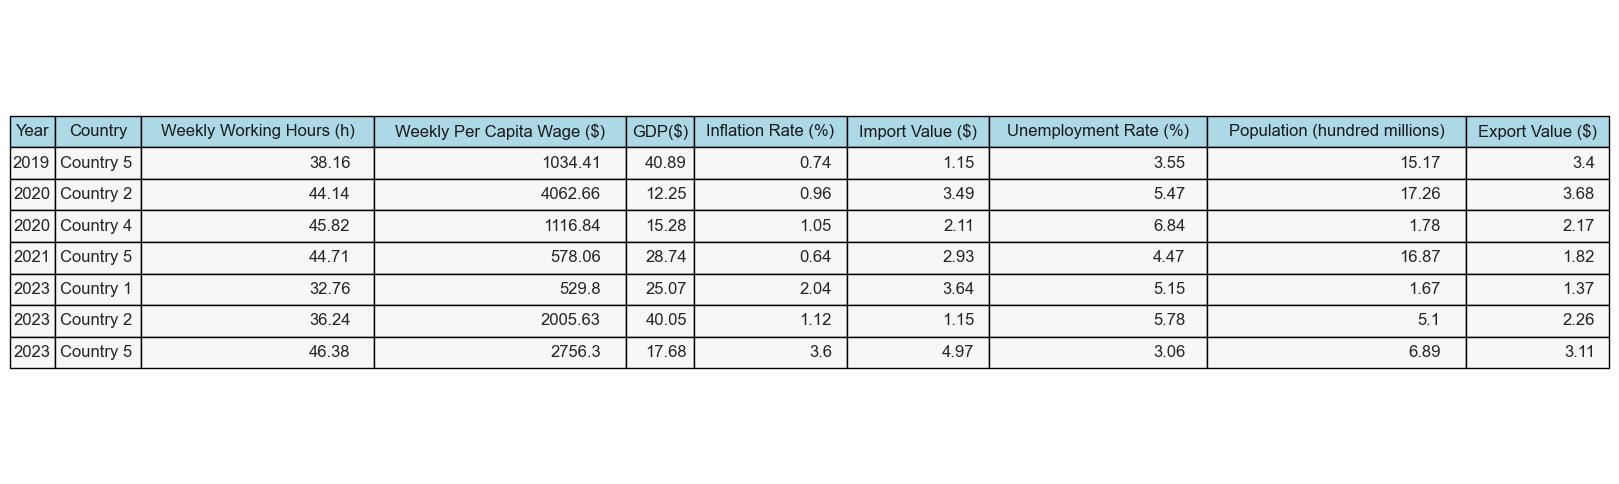 Year Country Weekly Working Hours (h) Weekly Per Capita Wage ($) GDP($) Inflation Rate (%) Import Value ($) Unemployment Rate (%) Population (hundred millions) Export Value ($)
2019 Country 5 38.16 1034.41 40.89 0.74 1.15 3.55 15.17 3.4
2020 Country 2 44.14 4062.66 12.25 0.96 3.49 5.47 17.26 3.68
2020 Country 4 45.82 1116.84 15.28 1.05 2.11 6.84 1.78 2.17
2021 Country 5 44.71 578.06 28.74 0.64 2.93 4.47 16.87 1.82
2023 Country 1 32.76 529.8 25.07 2.04 3.64 5.15 1.67 1.37
2023 Country 2 36.24 2005.63 40.05 1.12 1.15 5.78 5.1 2.26
2023 Country 5 46.38 2756.3 17.68 3.6 4.97 3.06 6.89 3.11